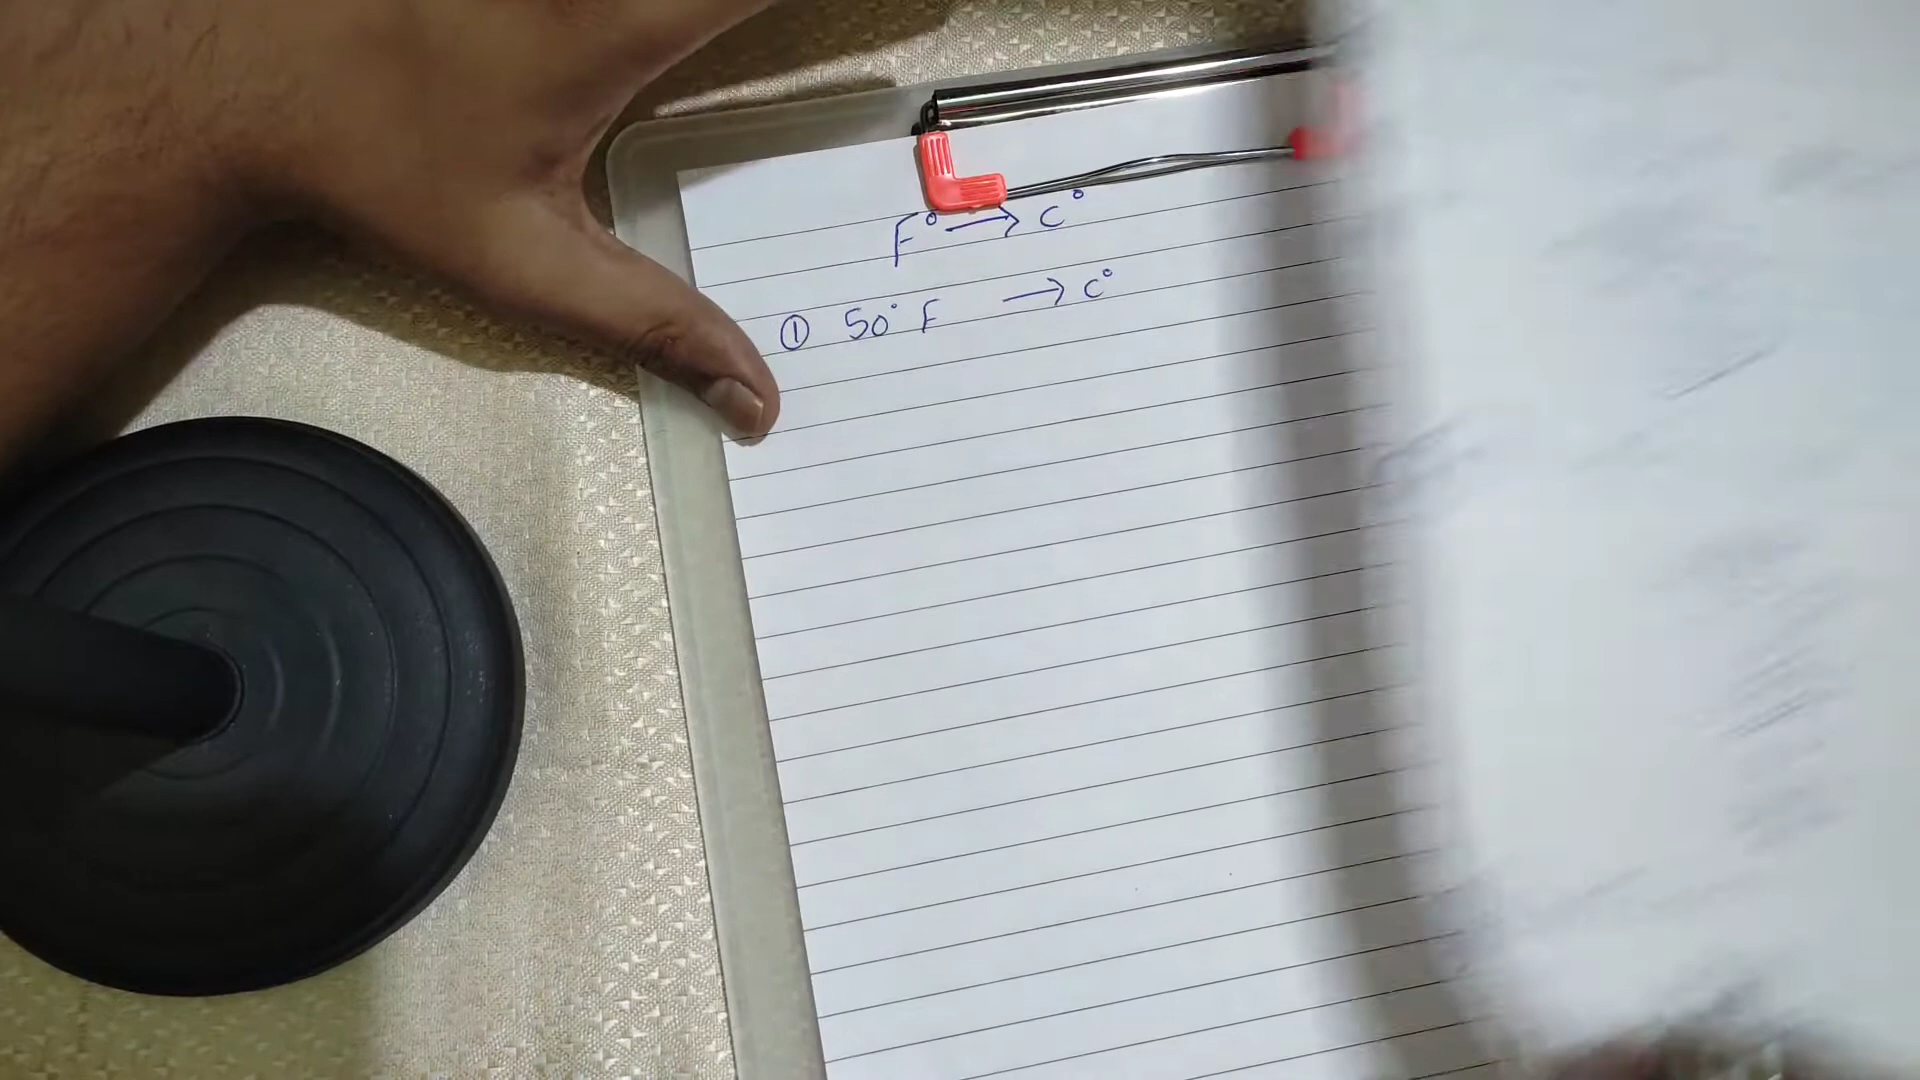 F° → C°
① 50° F → C°